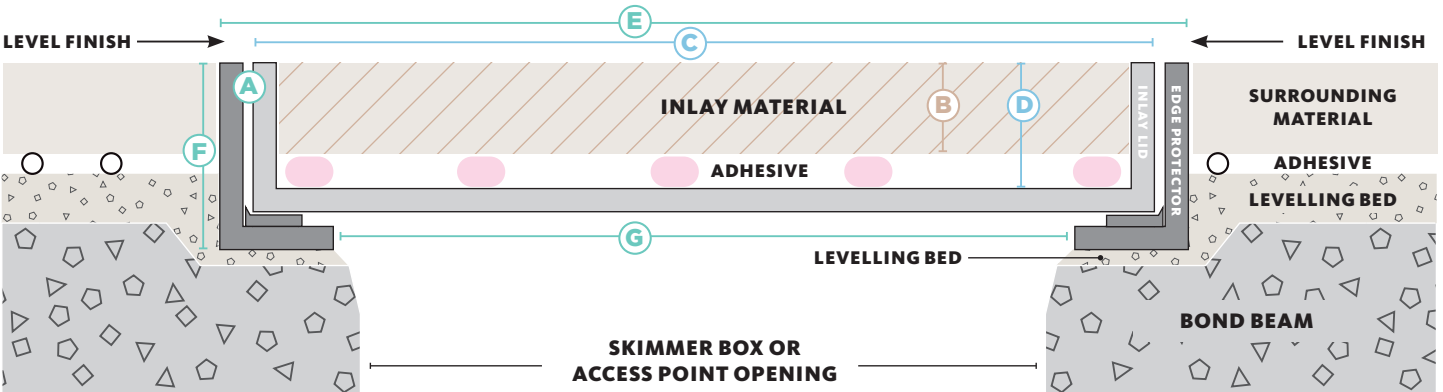 E
LEVEL FINISH
C
LEVEL FINISH
A
INLAY MATERIAL
B
D
INLAY LID
EDGE PROTECTOR
SURROUNDING
MATERIAL
F
ADHESIVE
ADHESIVE
LEVELLING BED
G
LEVELLING BED
BOND BEAM
SKIMMER BOX OR
ACCESS POINT OPENING